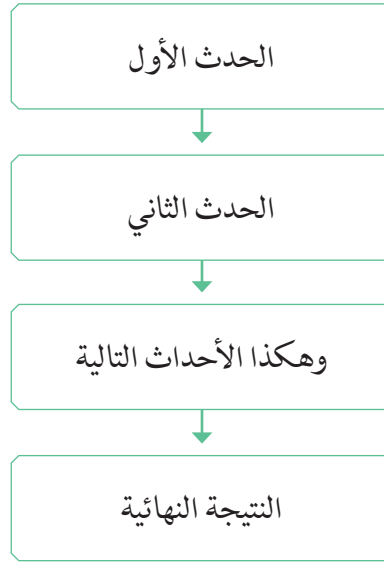 الحدث الأول
الحدث الثاني
وهكذا الأحداث التالية
النتيجة النهائية